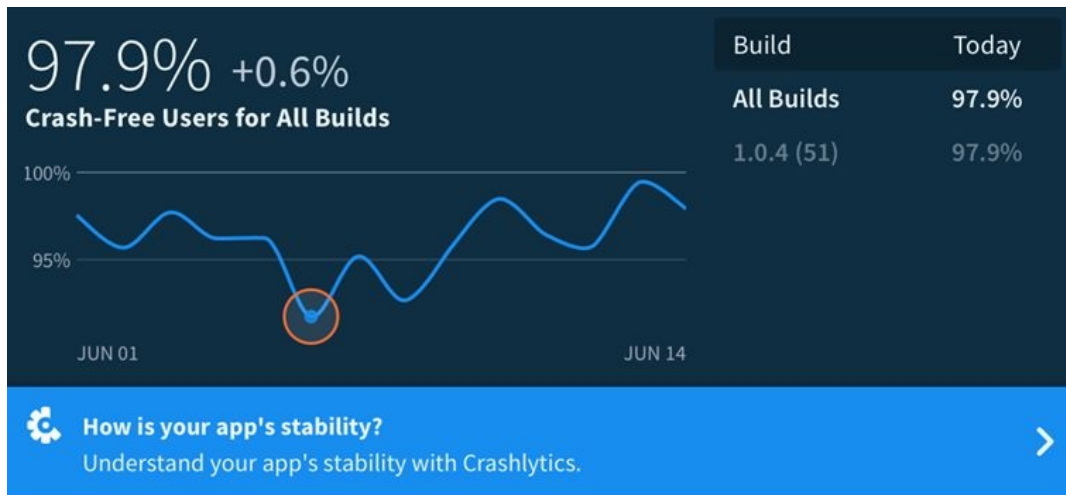 97.9% +0.6%
Crash-Free Users for All Builds
100%
95%
JUN 01 JUN 14
Build Today
All Builds 97.9%
1.0.4 (51) 97.9%
How is your app's stability?
Understand your app's stability with Crashlytics.